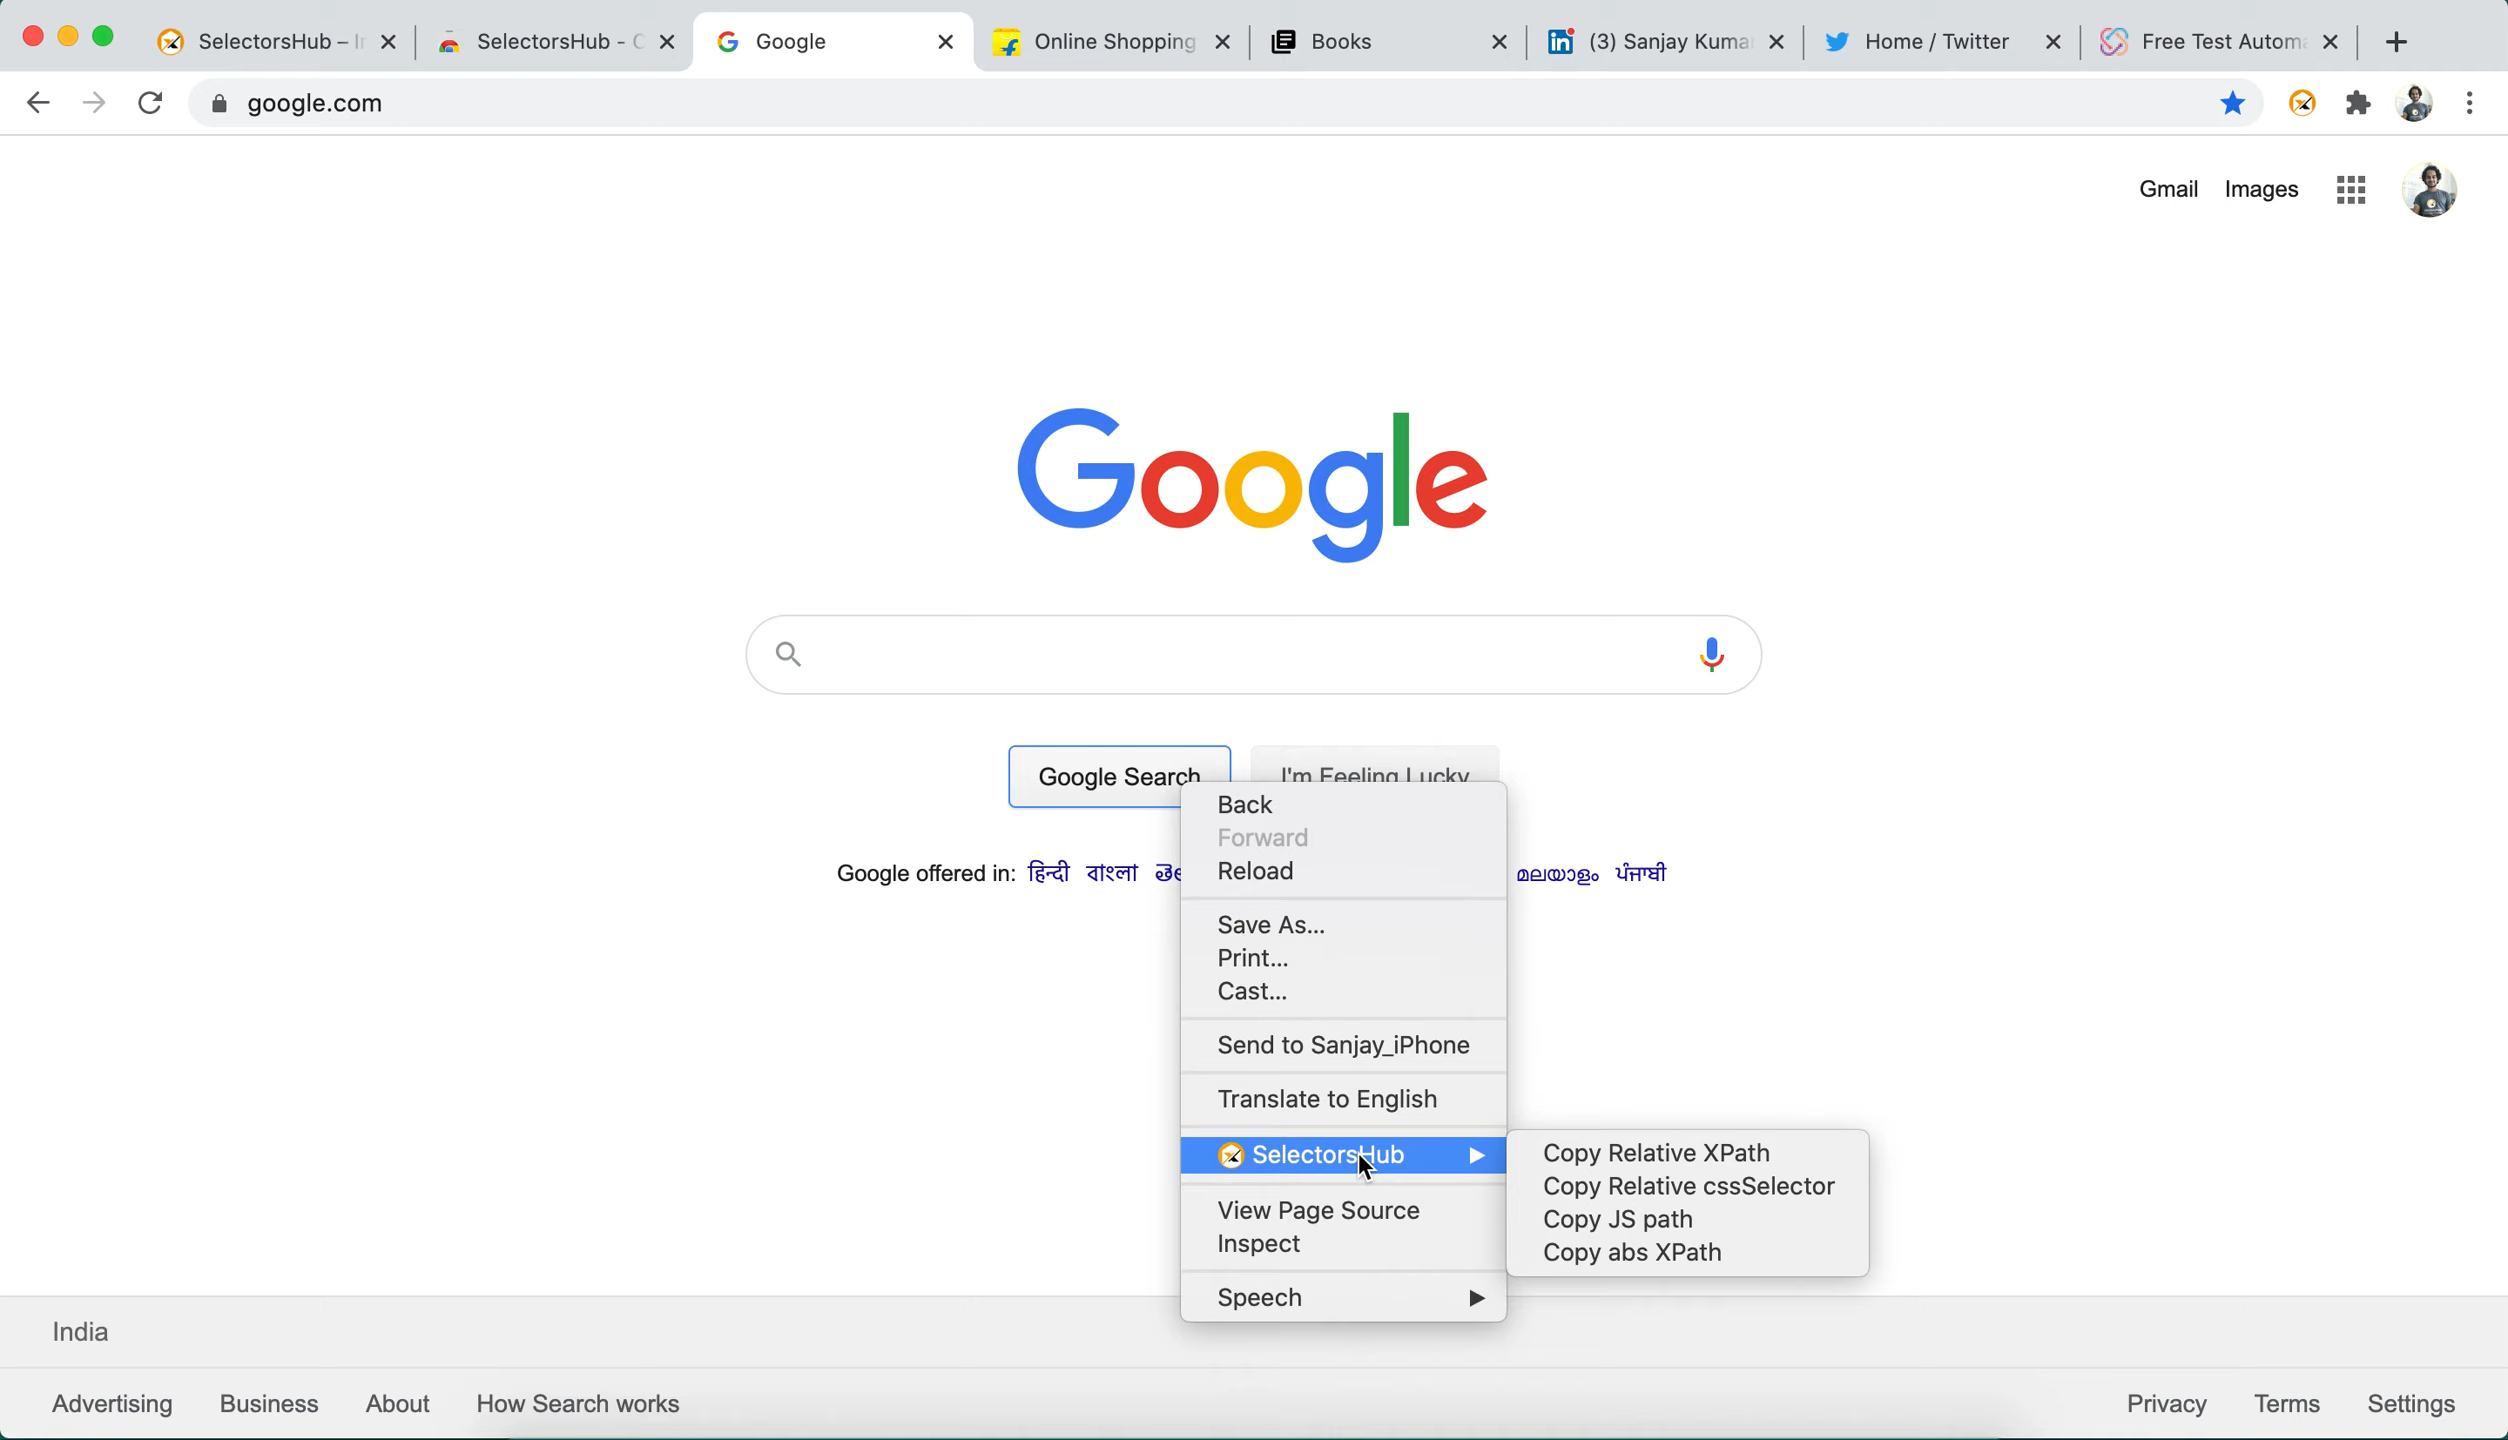 SelectorsHub – I
SelectorsHub - C
Google
Online Shopping
Books
(3) Sanjay Kumar
Home / Twitter
Free Test Autom
google.com
Gmail Images
Google
Google Search
I'm Feeling Lucky
Google offered in: हिन्दी বাংলা മലയാളം ਪੰਜਾਬੀ
Back
Forward
Reload
Save As...
Print...
Cast...
Send to Sanjay_iPhone
Translate to English
SelectorsHub
Copy Relative XPath
Copy Relative cssSelector
Copy JS path
Copy abs XPath
View Page Source
Inspect
Speech
India
Advertising Business About How Search works Privacy Terms Settings